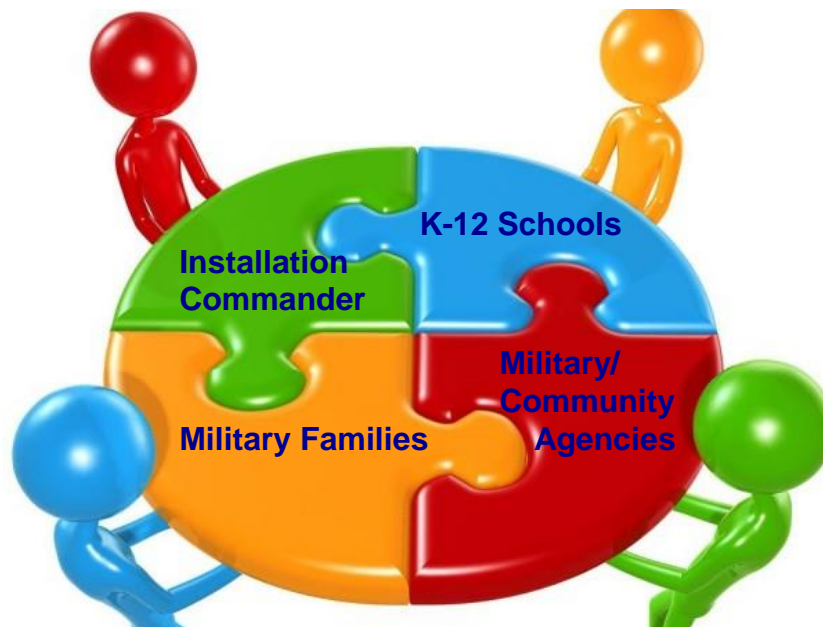 K-12 Schools
Installation
Commander
Military/
Community
Agencies
Military Families